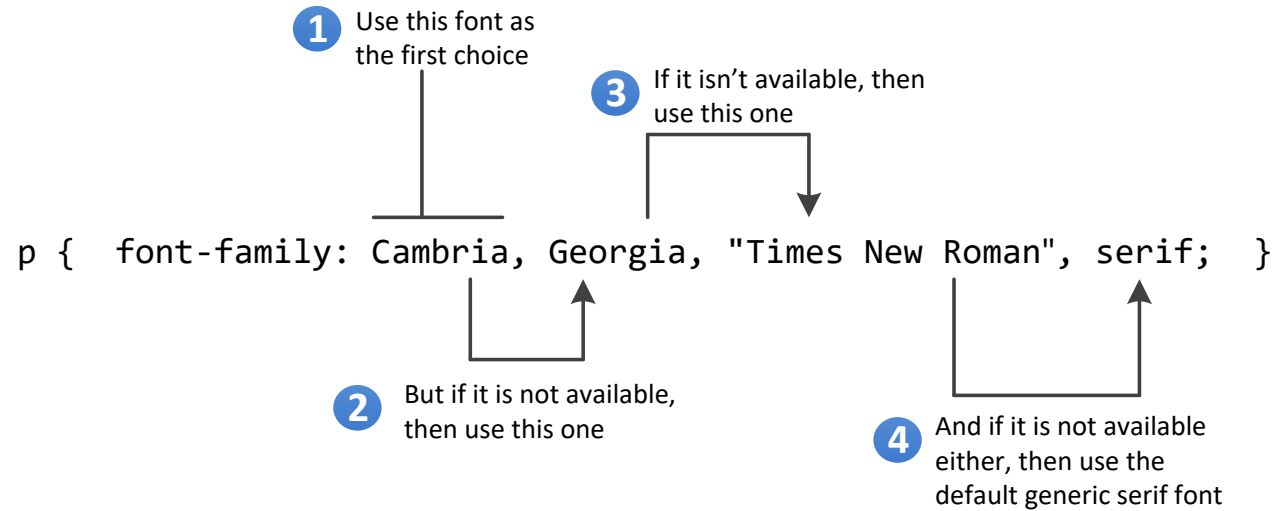 1 Use this font as
the first choice
3 If it isn’t available, then
use this one
p {  font-family: Cambria, Georgia, "Times New Roman", serif;  }
2 But if it is not available,
then use this one
4 And if it is not available
either, then use the
default generic serif font